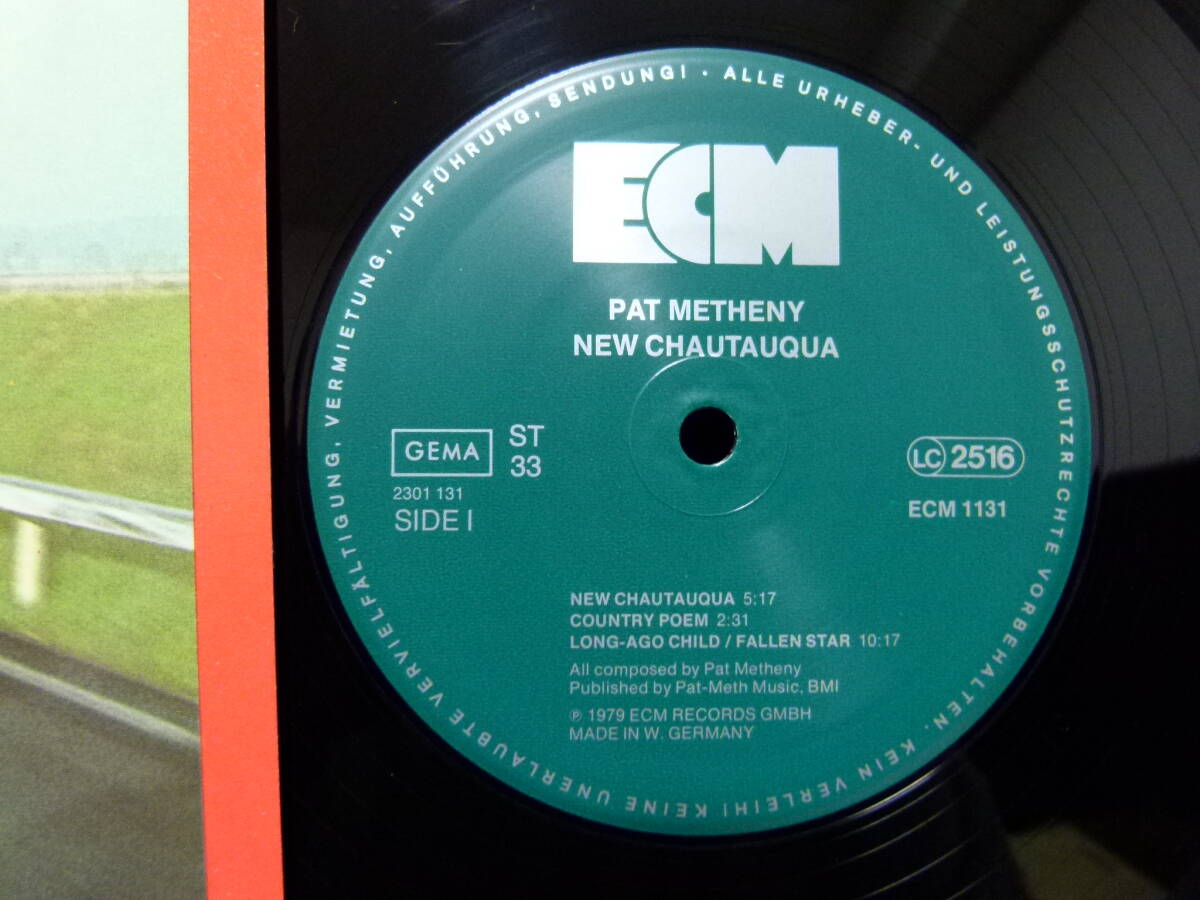 ECM
PAT METHENY
NEW CHAUTAUQUA
GEMA
ST
33
2301 131
SIDE I
LC 2516
ECM 1131
NEW CHAUTAUQUA 5:17
COUNTRY POEM 2:31
LONG-AGO CHILD / FALLEN STAR 10:17
All composed by Pat Metheny
Published by Pat-Meth Music, BMI
℗ 1979 ECM RECORDS GMBH
MADE IN W. GERMANY
ALLE URHEBER- UND LEISTUNGSSCHUTZRECHTE VORBEHALTEN. KEIN VERLEIH! KEINE UNERLAUBTE VERVIELFÄLTIGUNG, VERMIETUNG, AUFFÜHRUNG, SENDUNG! ·